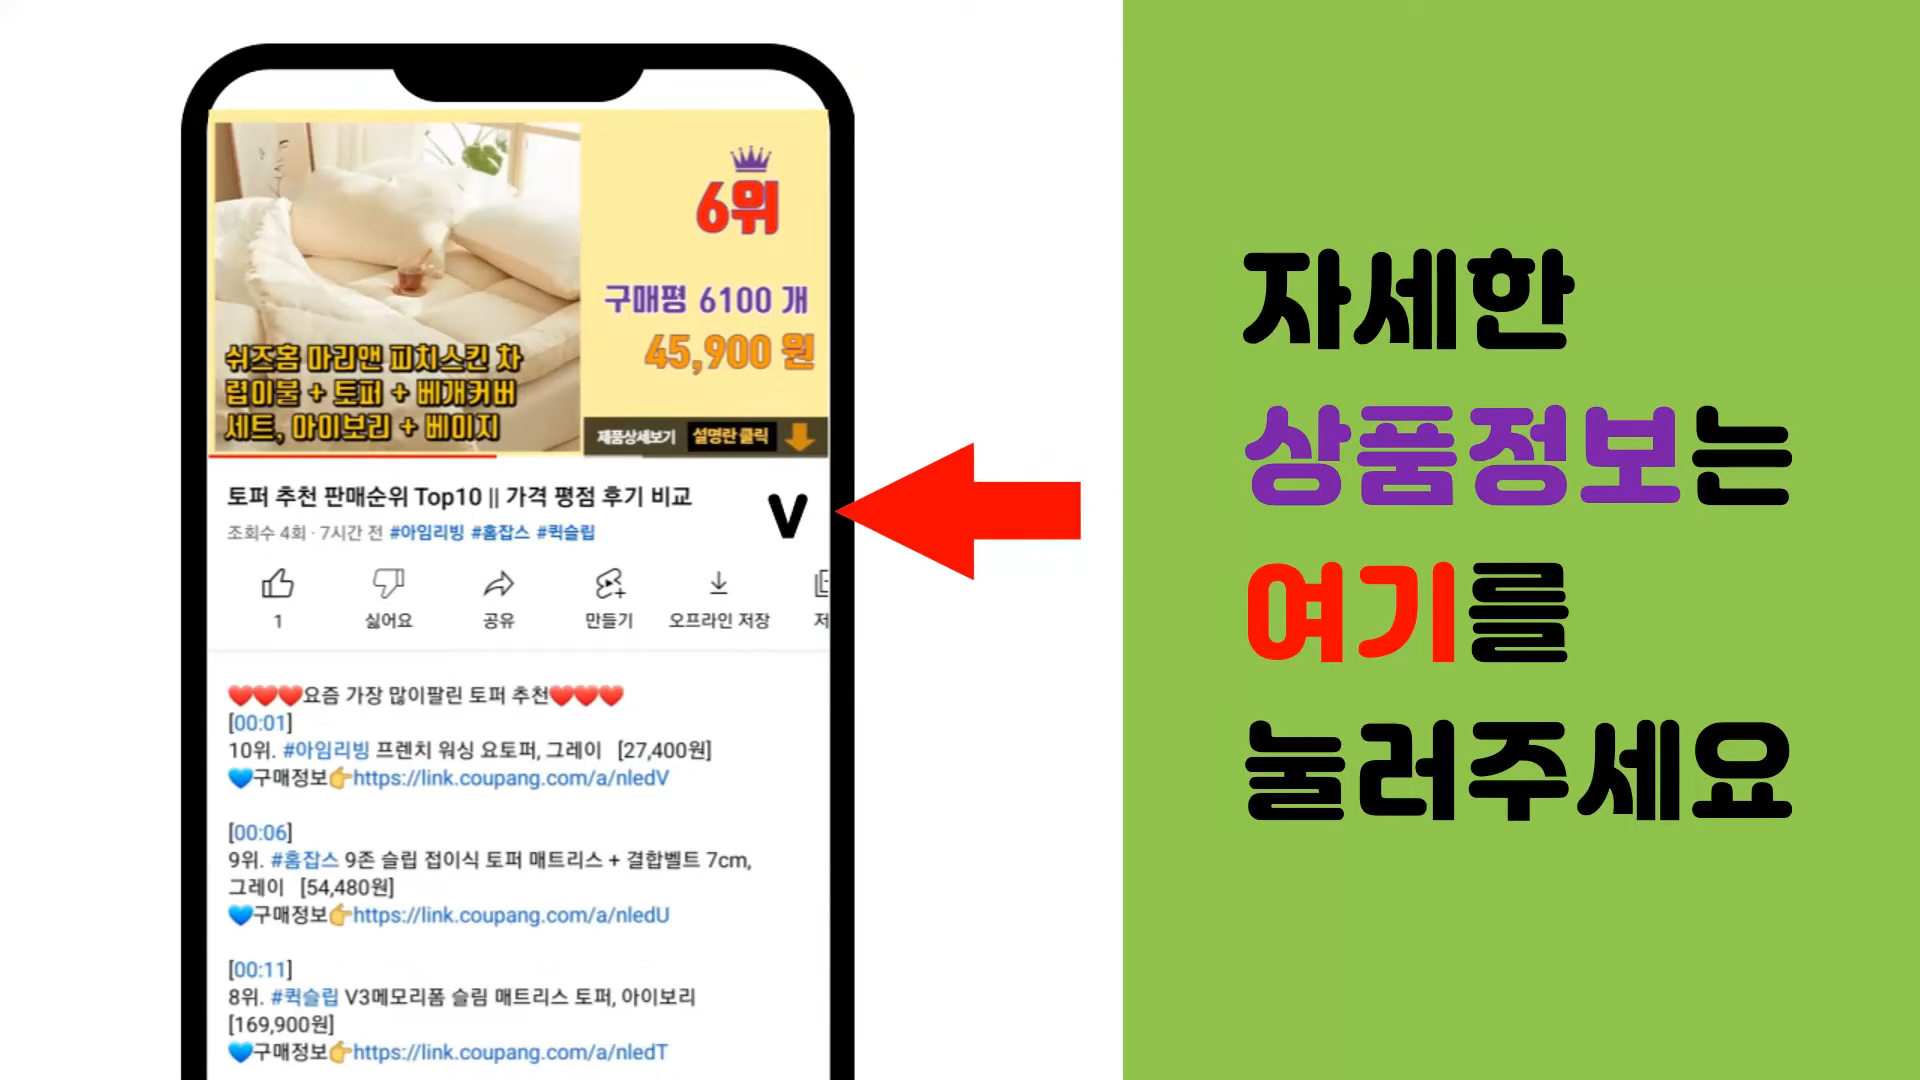 6위
구매평 6100 개
45,900 원
쉬즈홈 마리앤 피치스킨 차
렵이불 + 토퍼 + 베개커버
세트, 아이보리 + 베이지
제품상세보기 설명란 클릭
토퍼 추천 판매순위 Top10 || 가격 평점 후기 비교
V
조회수 4회 · 7시간 전 #아임리빙 #홈잡스 #퀵슬립
1 싫어요 공유 만들기 오프라인 저장 저
❤️❤️❤️요즘 가장 많이팔린 토퍼 추천❤️❤️❤️
[00:01]
10위. #아임리빙 프렌치 워싱 요토퍼, 그레이 [27,400원]
💙구매정보👉https://link.coupang.com/a/nledV
[00:06]
9위. #홈잡스 9존 슬립 접이식 토퍼 매트리스 + 결합벨트 7cm,
그레이 [54,480원]
💙구매정보👉https://link.coupang.com/a/nledU
[00:11]
8위. #퀵슬립 V3메모리폼 슬림 매트리스 토퍼, 아이보리
[169,900원]
💙구매정보👉https://link.coupang.com/a/nledT
자세한
상품정보는
여기를
눌러주세요